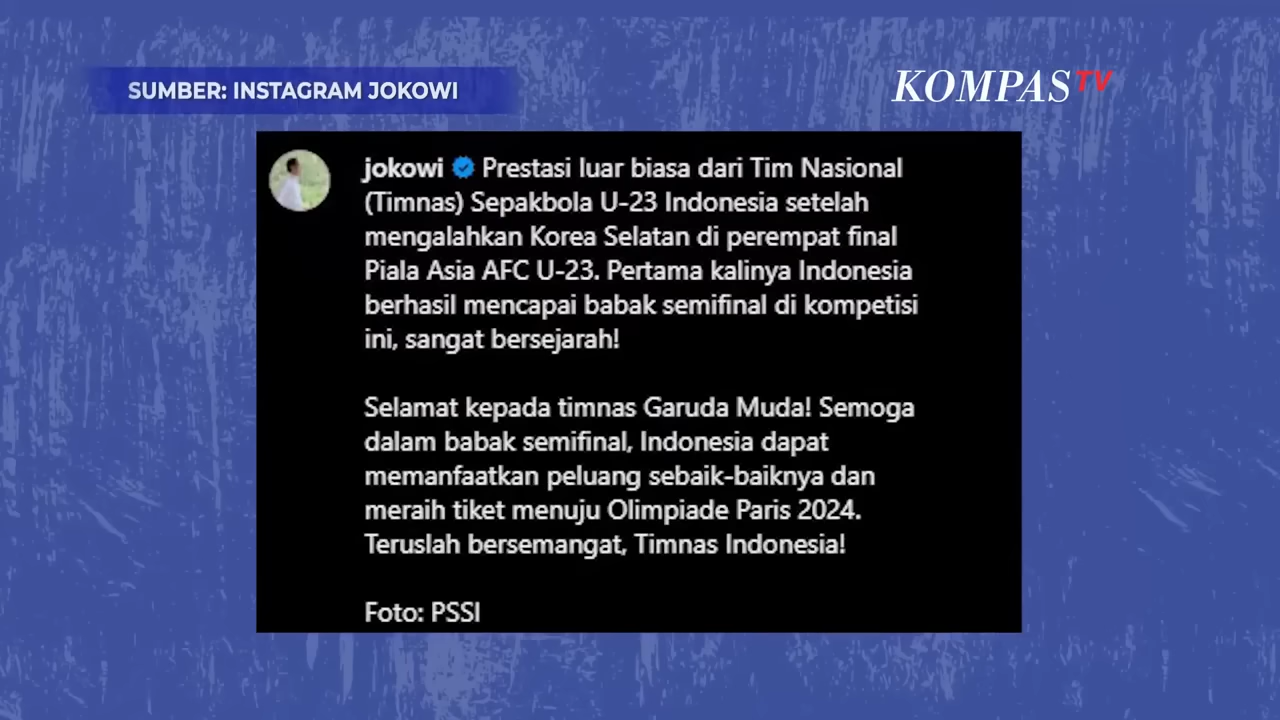 SUMBER: INSTAGRAM JOKOWI
KOMPAS TV
jokowi Prestasi luar biasa dari Tim Nasional
(Timnas) Sepakbola U-23 Indonesia setelah
mengalahkan Korea Selatan di perempat final
Piala Asia AFC U-23. Pertama kalinya Indonesia
berhasil mencapai babak semifinal di kompetisi
ini, sangat bersejarah!
Selamat kepada timnas Garuda Muda! Semoga
dalam babak semifinal, Indonesia dapat
memanfaatkan peluang sebaik-baiknya dan
meraih tiket menuju Olimpiade Paris 2024.
Teruslah bersemangat, Timnas Indonesia!
Foto: PSSI